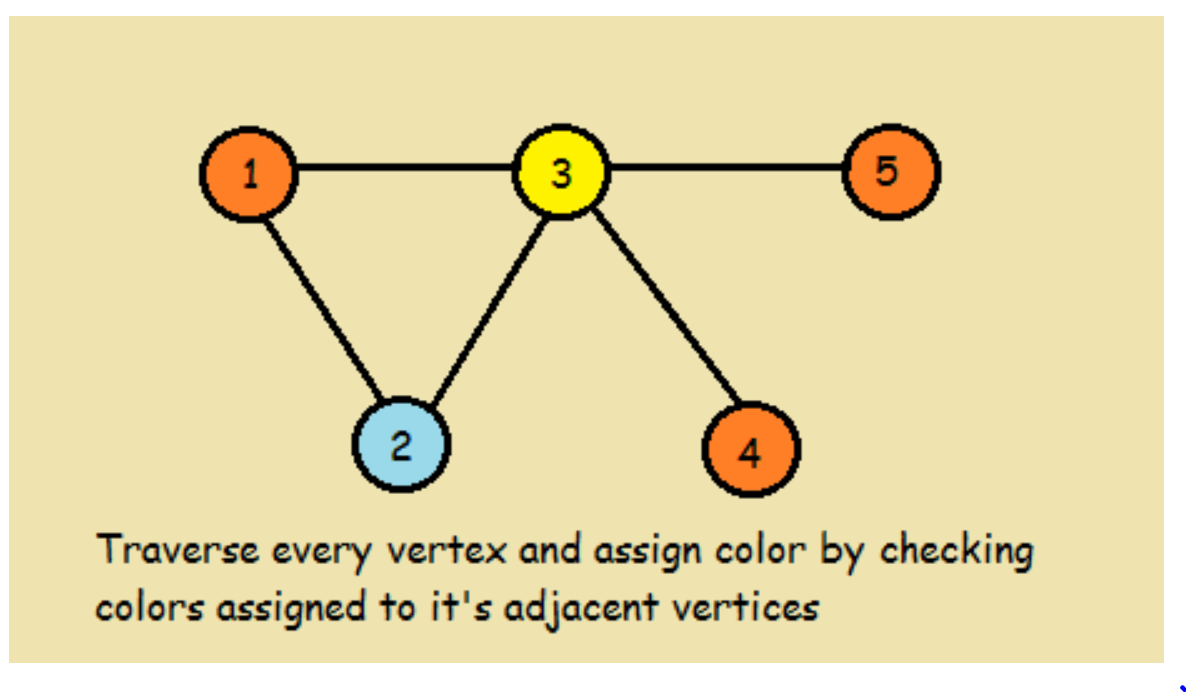 1
3
5
2
4
Traverse every vertex and assign color by checking
colors assigned to it's adjacent vertices